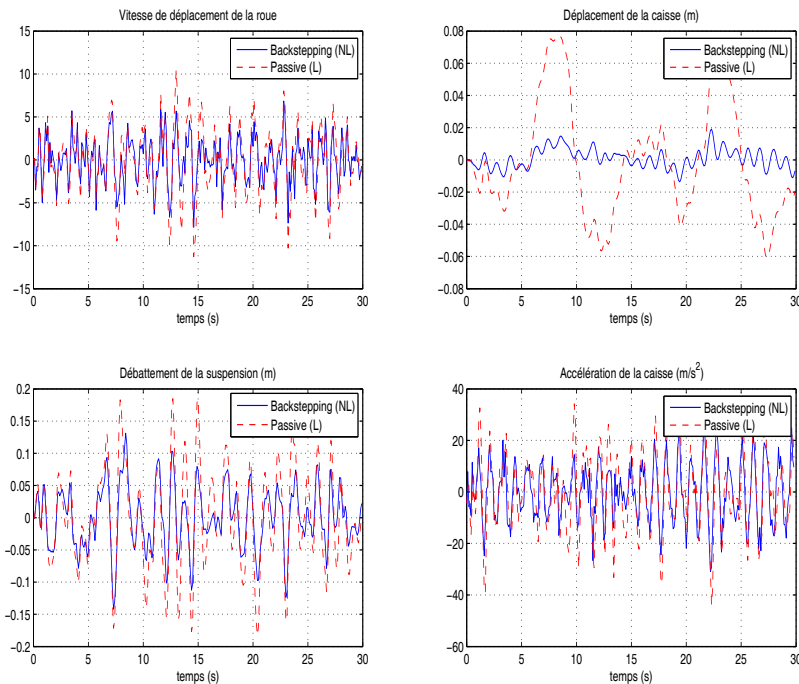 Vitesse de déplacement de la roue
15
10
5
0
−5
−10
−15
0 5 10 15 20 25 30
temps (s)
Backstepping (NL)
Passive (L)
Déplacement de la caisse (m)
0.08
0.06
0.04
0.02
0
−0.02
−0.04
−0.06
−0.08
0 5 10 15 20 25 30
temps (s)
Backstepping (NL)
Passive (L)
Débattement de la suspension (m)
0.2
0.15
0.1
0.05
0
−0.05
−0.1
−0.15
−0.2
0 5 10 15 20 25 30
temps (s)
Backstepping (NL)
Passive (L)
Accélération de la caisse (m/s²)
40
20
0
−20
−40
−60
0 5 10 15 20 25 30
temps (s)
Backstepping (NL)
Passive (L)